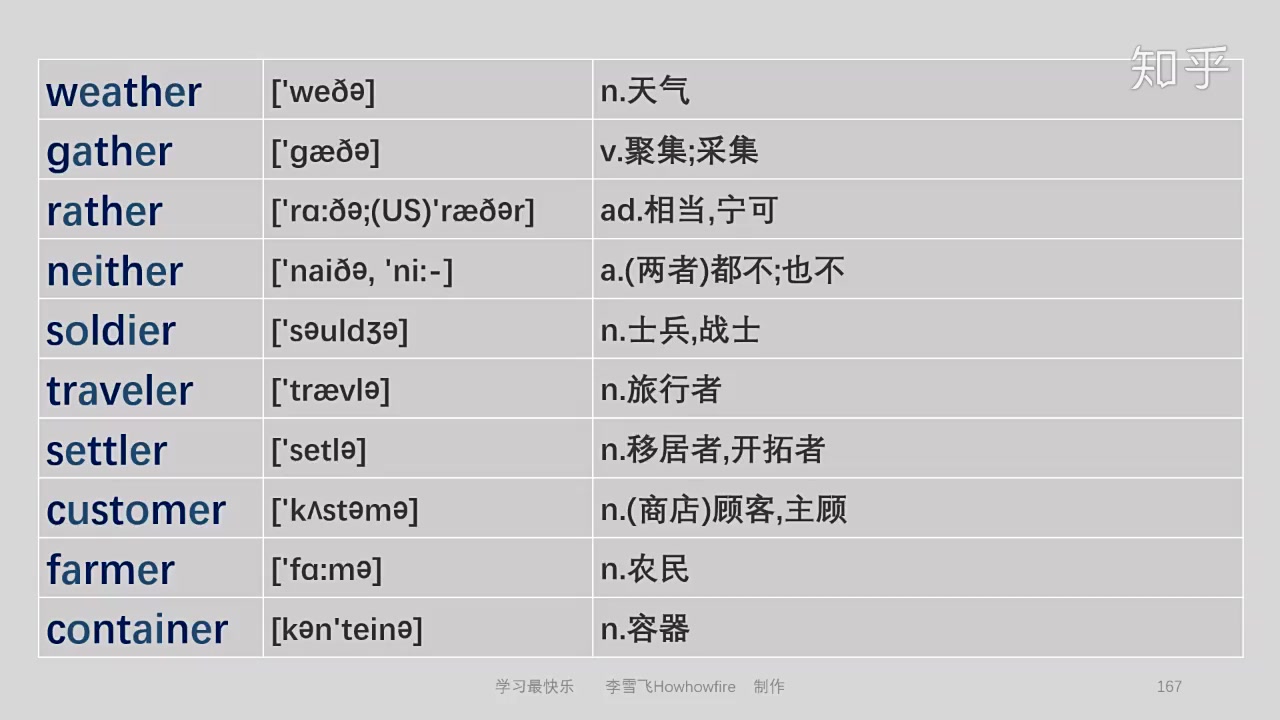 知乎
weather ['weðə] n.天气
gather ['gæðə] v.聚集;采集
rather ['rɑ:ðə;(US)'ræðər] ad.相当,宁可
neither ['naiðə, 'ni:-] a.(两者)都不;也不
soldier ['səuldʒə] n.士兵,战士
traveler ['trævlə] n.旅行者
settler ['setlə] n.移居者,开拓者
customer ['kʌstəmə] n.(商店)顾客,主顾
farmer ['fɑ:mə] n.农民
container [kən'teinə] n.容器
学习最快乐 李雪飞Howhowfire 制作 167